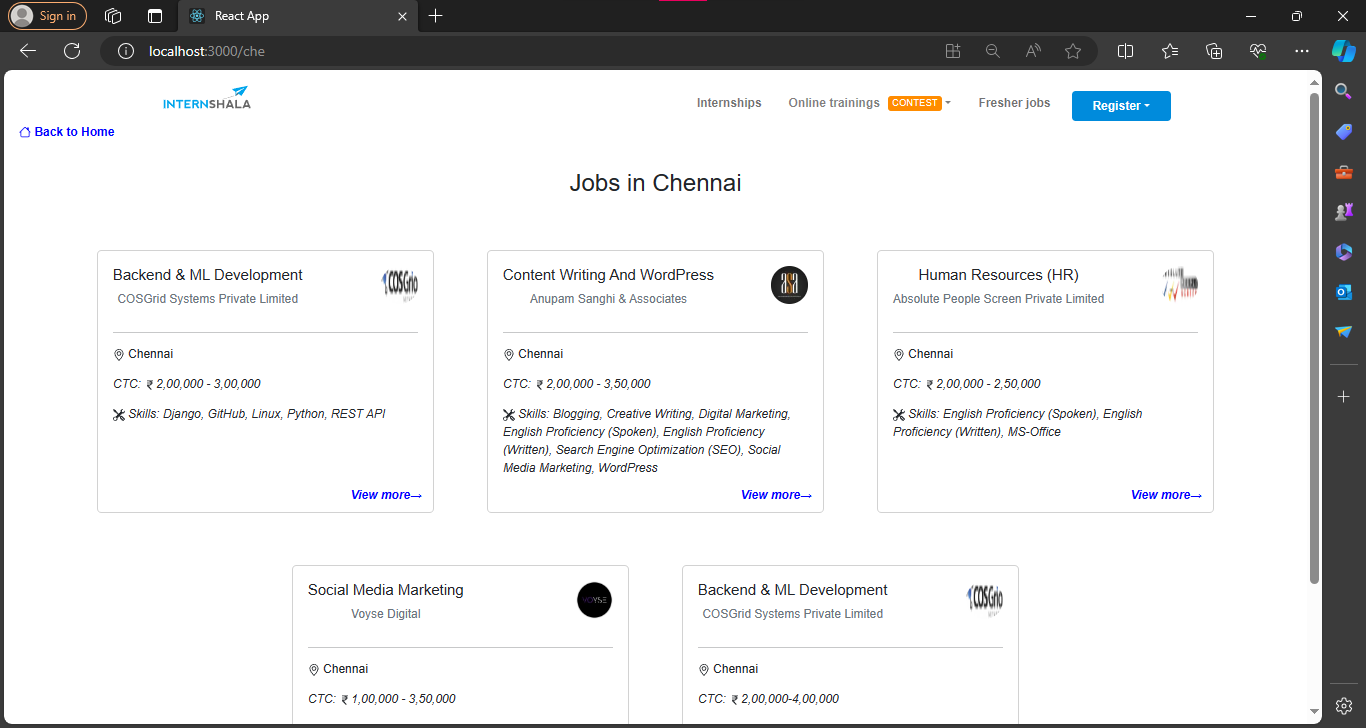 Sign in
React App
localhost:3000/che
INTERNSHALA
Internships
Online trainings CONTEST
Fresher jobs
Register
Back to Home
Jobs in Chennai
Backend & ML Development
COSGrid Systems Private Limited
COSGrid
Chennai
CTC: ₹ 2,00,000 - 3,00,000
Skills: Django, GitHub, Linux, Python, REST API
View more→
Content Writing And WordPress
Anupam Sanghi & Associates
asa
Chennai
CTC: ₹ 2,00,000 - 3,50,000
Skills: Blogging, Creative Writing, Digital Marketing,
English Proficiency (Spoken), English Proficiency
(Written), Search Engine Optimization (SEO), Social
Media Marketing, WordPress
View more→
Human Resources (HR)
Absolute People Screen Private Limited
Chennai
CTC: ₹ 2,00,000 - 2,50,000
Skills: English Proficiency (Spoken), English
Proficiency (Written), MS-Office
View more→
Social Media Marketing
Voyse Digital
VOYSE
Chennai
CTC: ₹ 1,00,000 - 3,50,000
Backend & ML Development
COSGrid Systems Private Limited
COSGrid
Chennai
CTC: ₹ 2,00,000-4,00,000